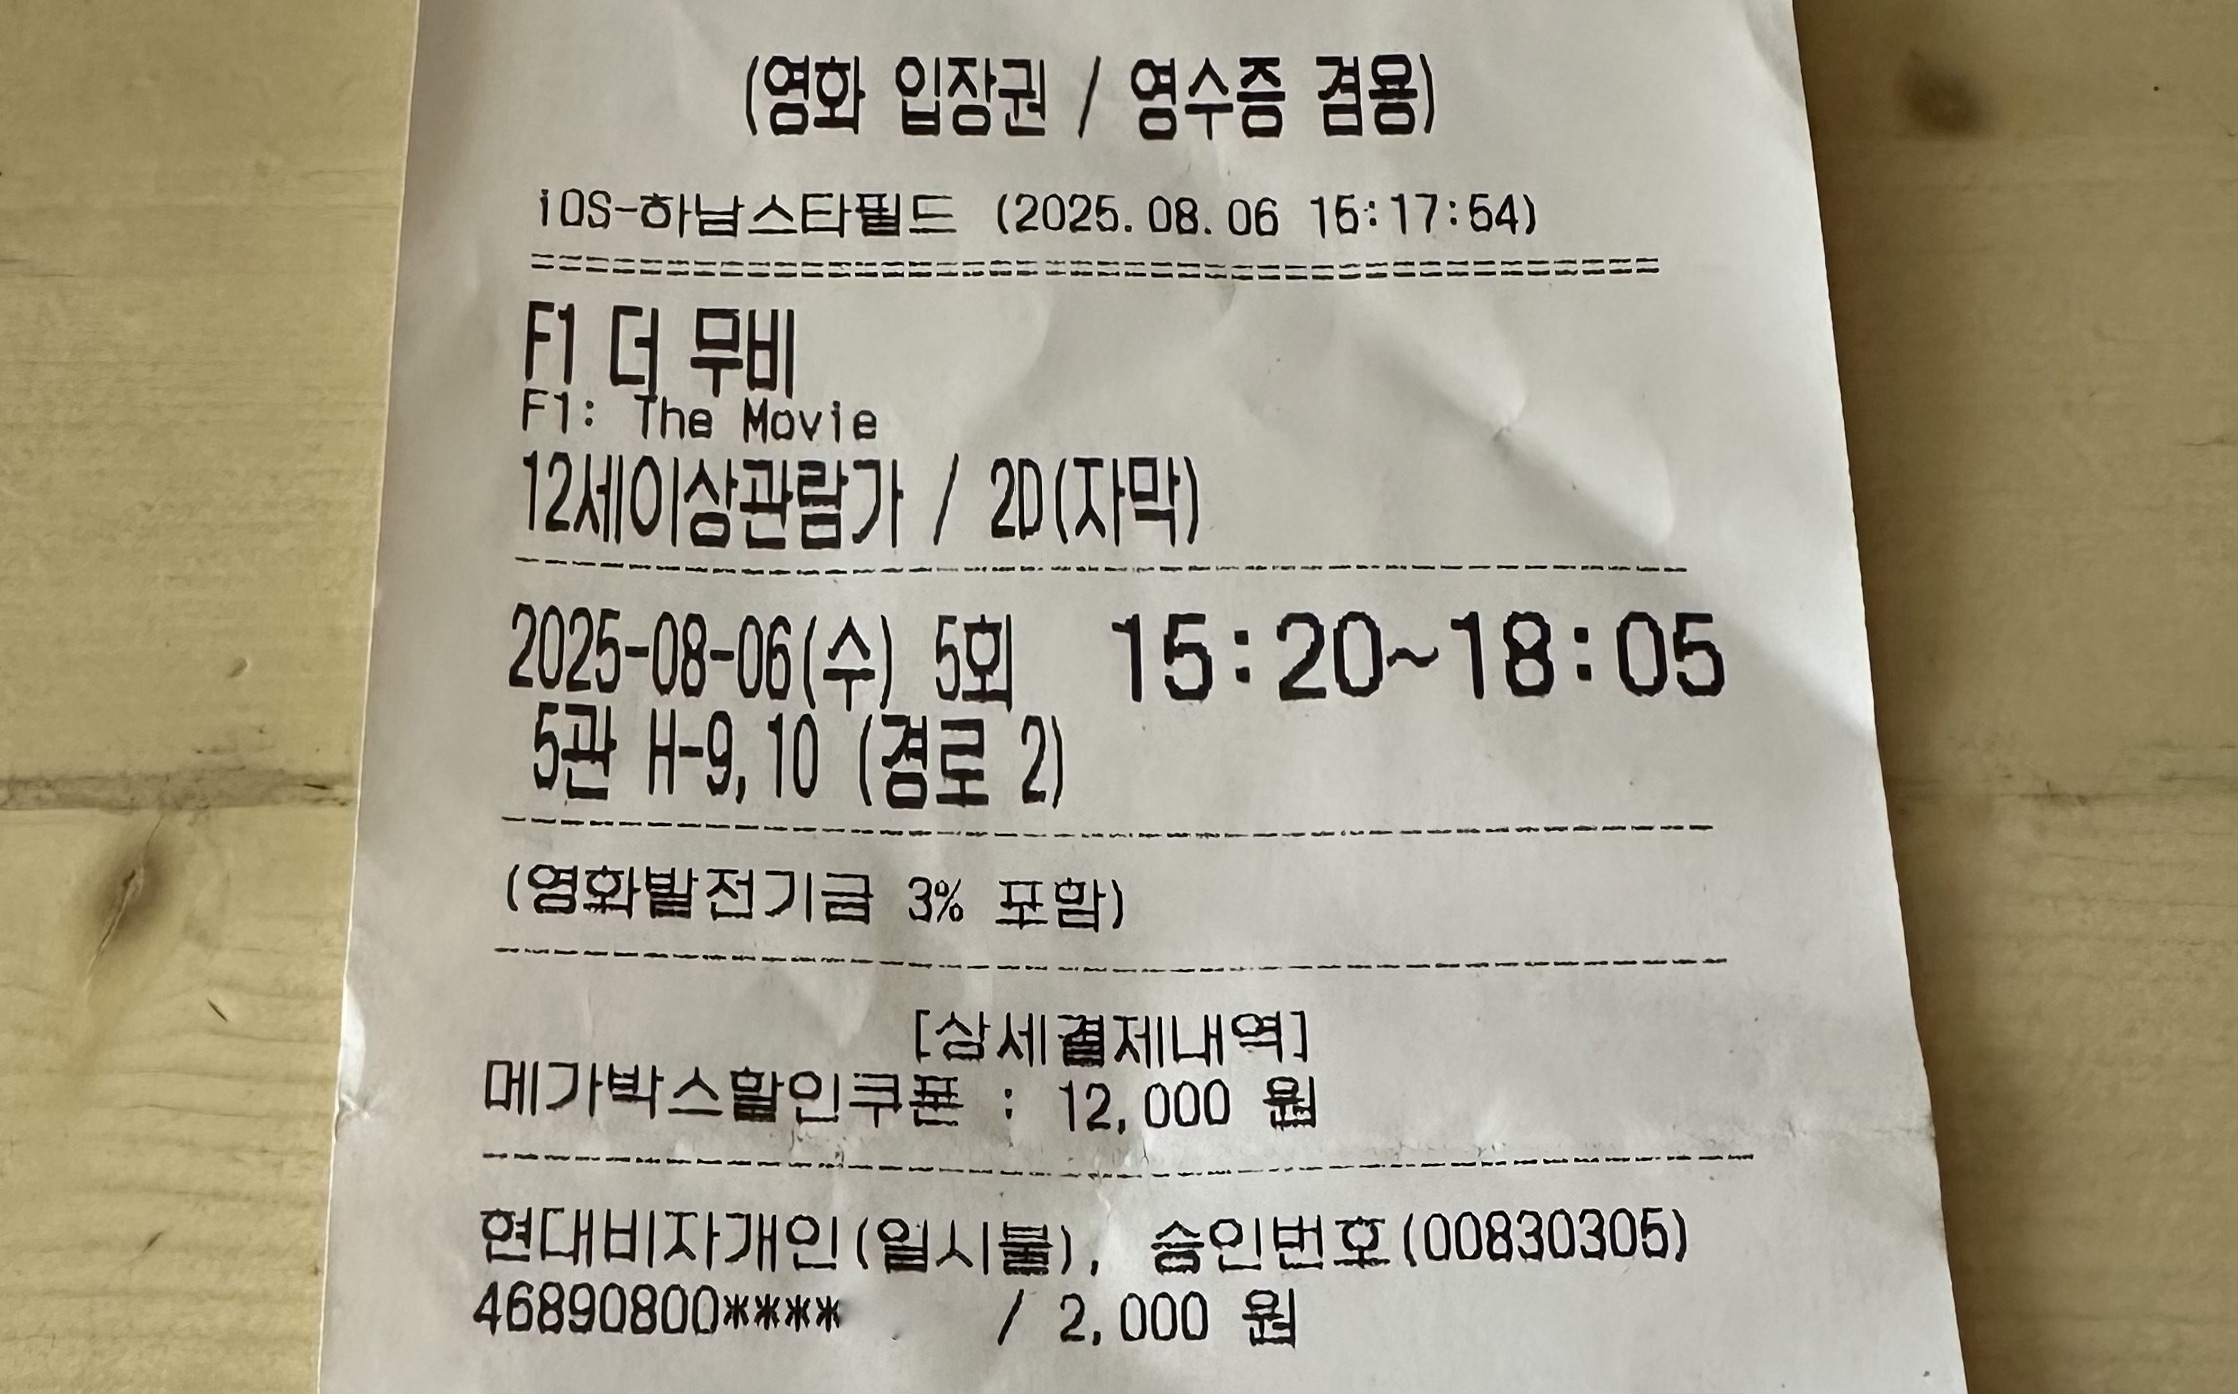 (영화 입장권 / 영수증 겸용)
iOS-하남스타필드 (2025.08.06 15:17:54)
==========================================
F1 더 무비
F1: The Movie
12세이상관람가 / 2D(자막)
------------------------------------------
2025-08-06(수) 5회 15:20~18:05
5관 H-9,10 (경로 2)
------------------------------------------
(영화발전기금 3% 포함)
------------------------------------------
[상세결제내역]
메가박스할인쿠폰 : 12,000 원
------------------------------------------
현대비자개인(일시불), 승인번호(00830305)
46890800**** / 2,000 원